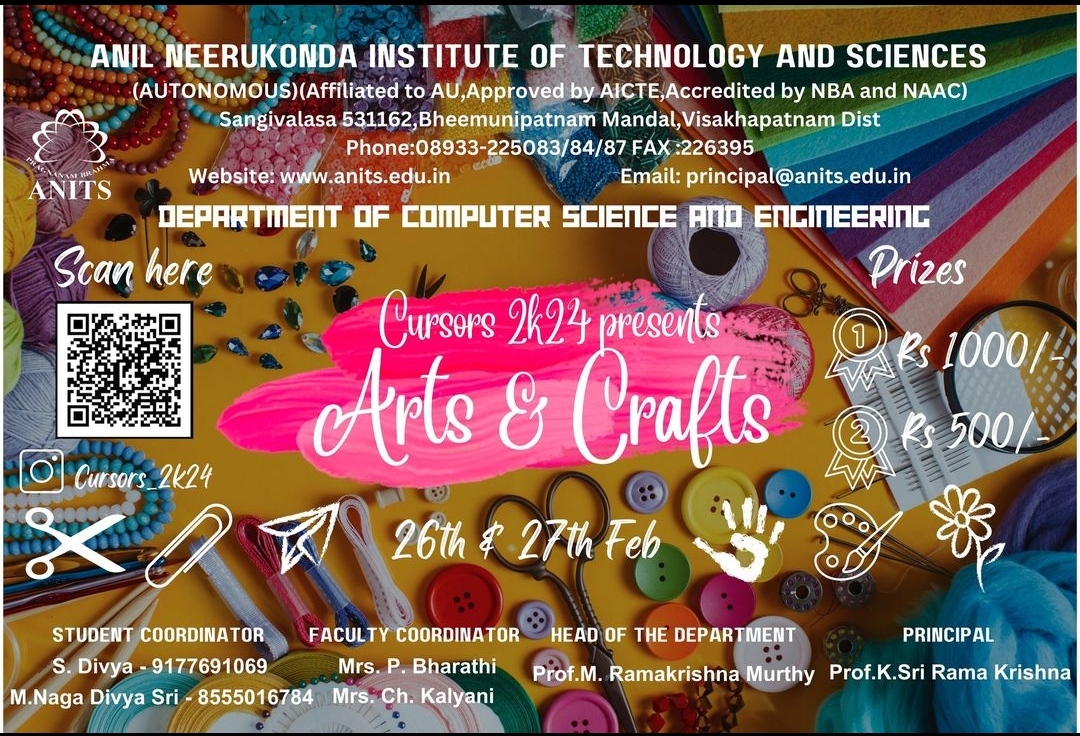 ANIL NEERUKONDA INSTITUTE OF TECHNOLOGY AND SCIENCES
(AUTONOMOUS)(Affiliated to AU,Approved by AICTE,Accredited by NBA and NAAC)
Sangivalasa 531162,Bheemunipatnam Mandal,Visakhapatnam Dist
Phone:08933-225083/84/87 FAX :226395
Website: www.anits.edu.in Email: principal@anits.edu.in
PRAGNANAM BRAHMA
ANITS
DEPARTMENT OF COMPUTER SCIENCE AND ENGINEERING
Scan here
Prizes
Cursors 2k24 presents
Arts & Crafts
1 Rs 1000/-
2 Rs 500/-
Cursors_2k24
26th & 27th Feb
STUDENT COORDINATOR
S. Divya - 9177691069
M.Naga Divya Sri - 8555016784
FACULTY COORDINATOR
Mrs. P. Bharathi
Mrs. Ch. Kalyani
HEAD OF THE DEPARTMENT
Prof.M. Ramakrishna Murthy
PRINCIPAL
Prof.K.Sri Rama Krishna